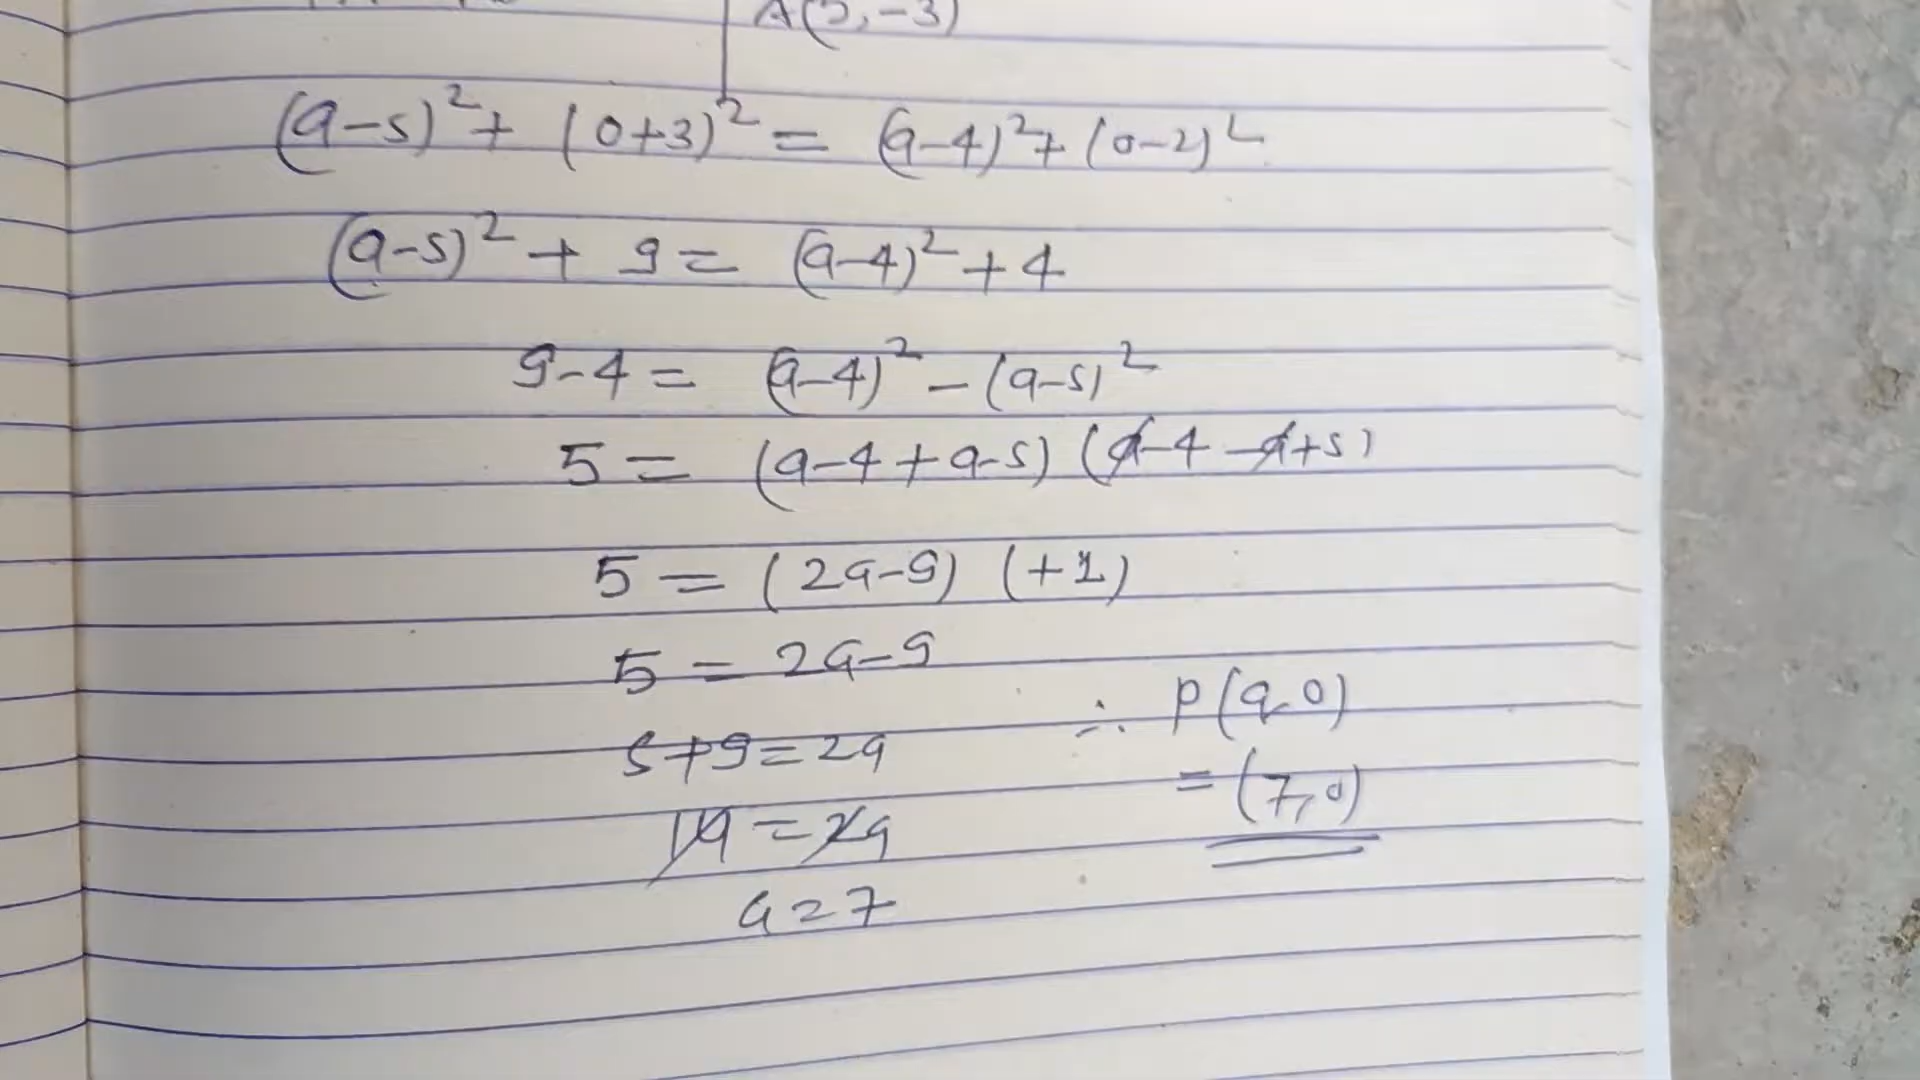 A(5,-3)
(a-5)²+ (0+3)² = (a-4)²+(0-2)²
(a-5)² + 9 = (a-4)² + 4
9-4 = (a-4)² - (a-5)²
5 = (a-4+a-5) (a-4-a+5)
5 = (2a-9) (+1)
5 = 2a-9
5+9=2a
14 = 2a
a=7
∴ P(a,0)
= (7,0)